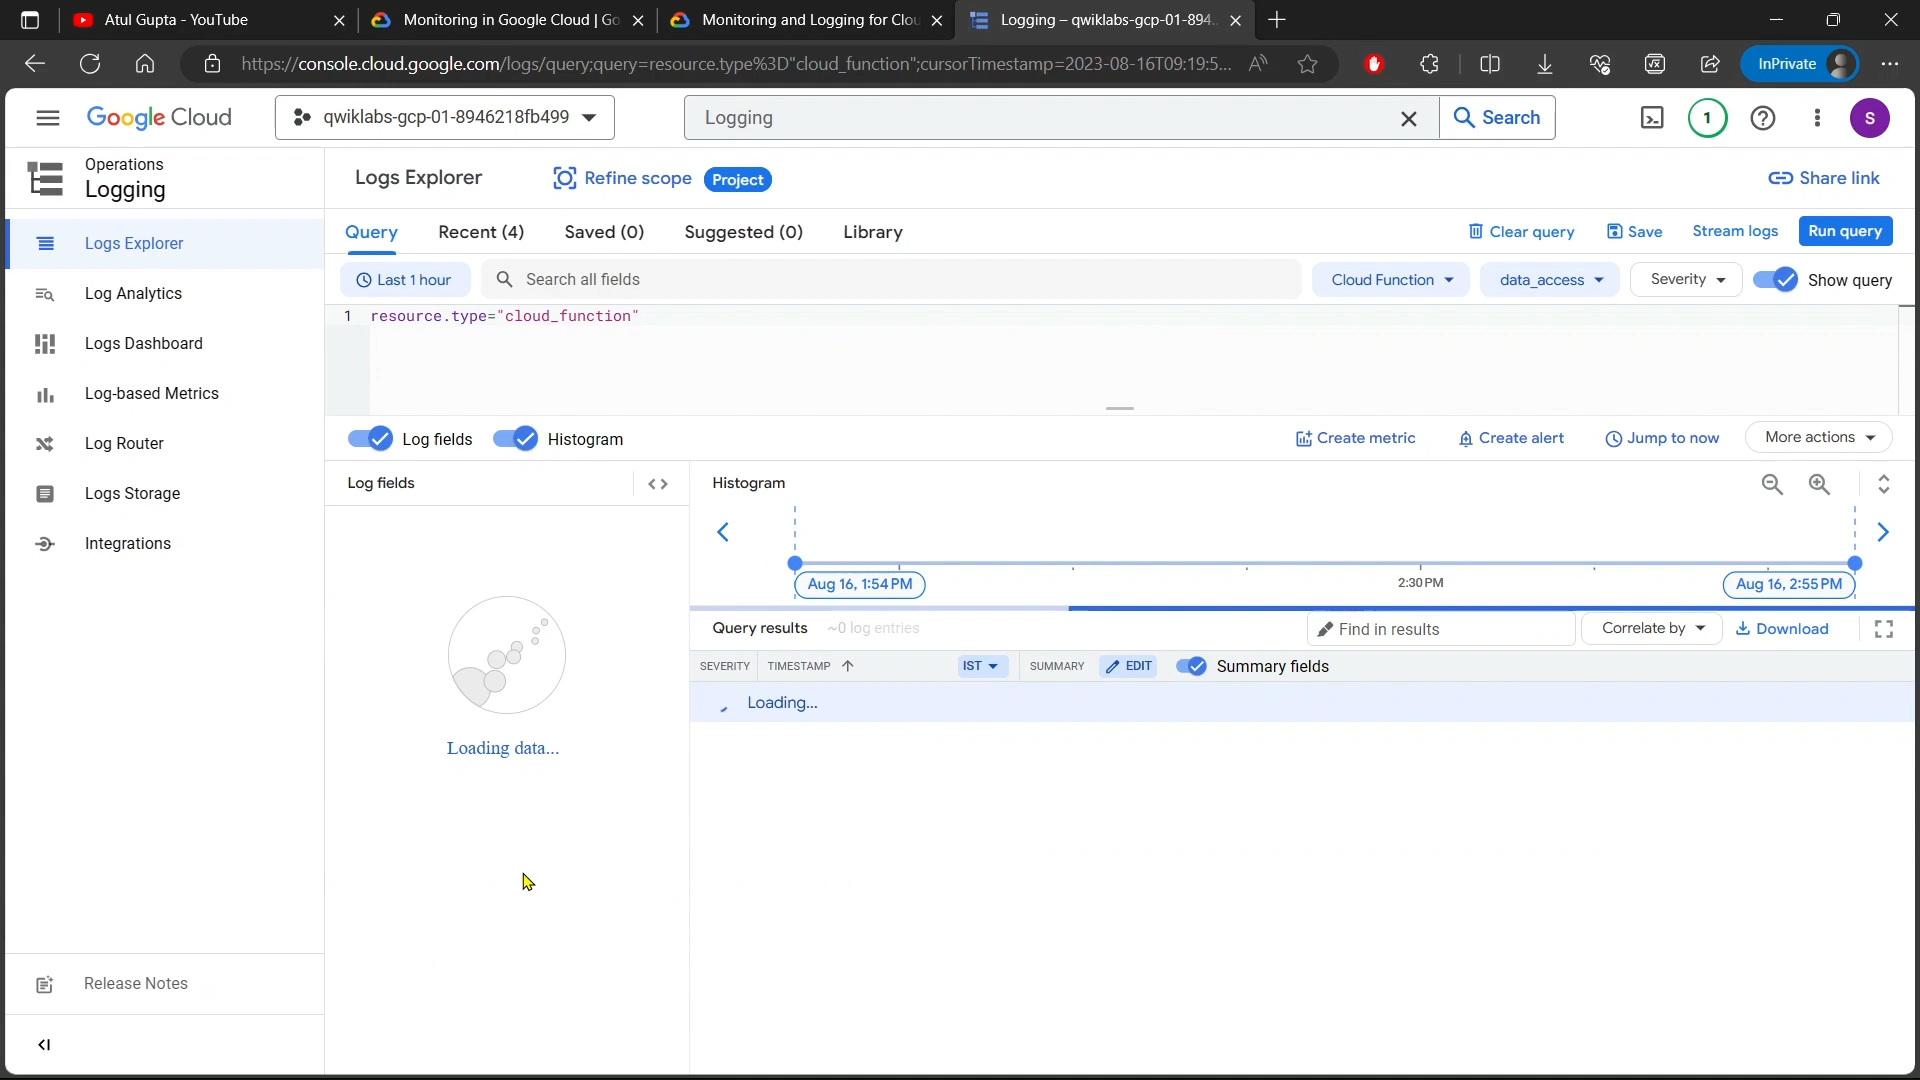 Atul Gupta - YouTube
Monitoring in Google Cloud | Go
Monitoring and Logging for Clou
Logging – qwiklabs-gcp-01-894
https://console.cloud.google.com/logs/query;query=resource.type%3D"cloud_function";cursorTimestamp=2023-08-16T09:19:5...
InPrivate
Google Cloud
qwiklabs-gcp-01-8946218fb499
Logging
Search
1
S
Operations
Logging
Logs Explorer
Refine scope
Project
Share link
Logs Explorer
Log Analytics
Logs Dashboard
Log-based Metrics
Log Router
Logs Storage
Integrations
Release Notes
Query
Recent (4)
Saved (0)
Suggested (0)
Library
Clear query
Save
Stream logs
Run query
Last 1 hour
Search all fields
Cloud Function
data_access
Severity
Show query
1 resource.type="cloud_function"
Log fields
Histogram
Create metric
Create alert
Jump to now
More actions
Log fields
Loading data...
Histogram
Aug 16, 1:54 PM
2:30 PM
Aug 16, 2:55 PM
Query results
~0 log entries
Find in results
Correlate by
Download
SEVERITY
TIMESTAMP
IST
SUMMARY
EDIT
Summary fields
Loading...